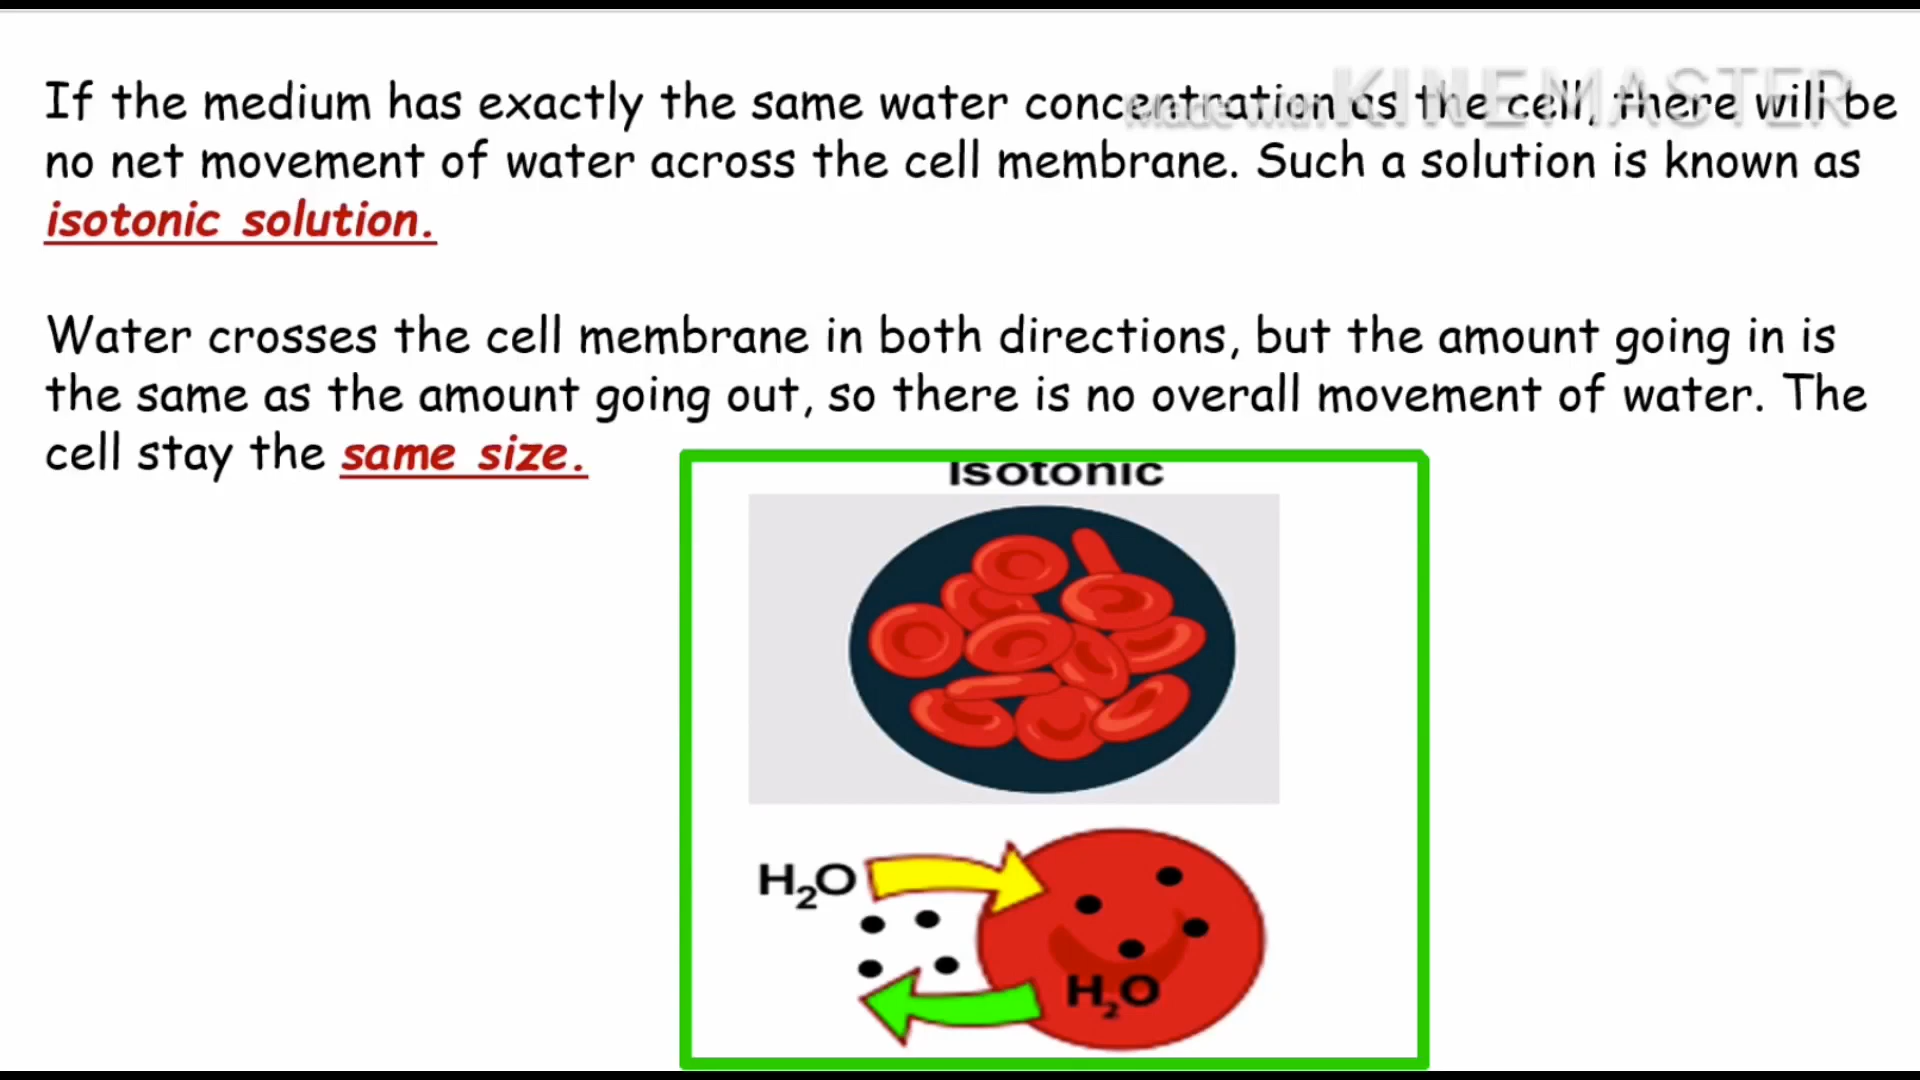 If the medium has exactly the same water concentration as the cell, there will be
no net movement of water across the cell membrane. Such a solution is known as
isotonic solution.
Made with KINEMASTER
Water crosses the cell membrane in both directions, but the amount going in is
the same as the amount going out, so there is no overall movement of water. The
cell stay the same size.
Isotonic
H₂O
H₂O